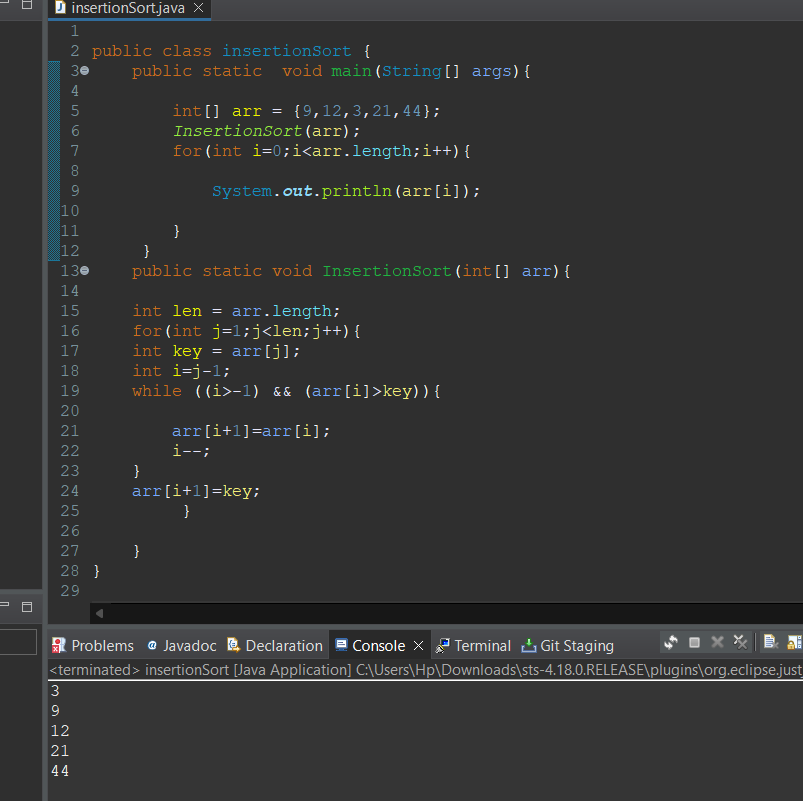 insertionSort.java
1
2 public class insertionSort {
3 public static  void main(String[] args){
4
5 int[] arr = {9,12,3,21,44};
6 InsertionSort(arr);
7 for(int i=0;i<arr.length;i++){
8
9 System.out.println(arr[i]);
10
11 }
12 }
13 public static void InsertionSort(int[] arr){
14
15 int len = arr.length;
16 for(int j=1;j<len;j++){
17 int key = arr[j];
18 int i=j-1;
19 while ((i>-1) && (arr[i]>key)){
20
21 arr[i+1]=arr[i];
22 i--;
23 }
24 arr[i+1]=key;
25 }
26
27 }
28 }
29
Problems Javadoc Declaration Console Terminal Git Staging
<terminated> insertionSort [Java Application] C:\Users\Hp\Downloads\sts-4.18.0.RELEASE\plugins\org.eclipse.just
3
9
12
21
44